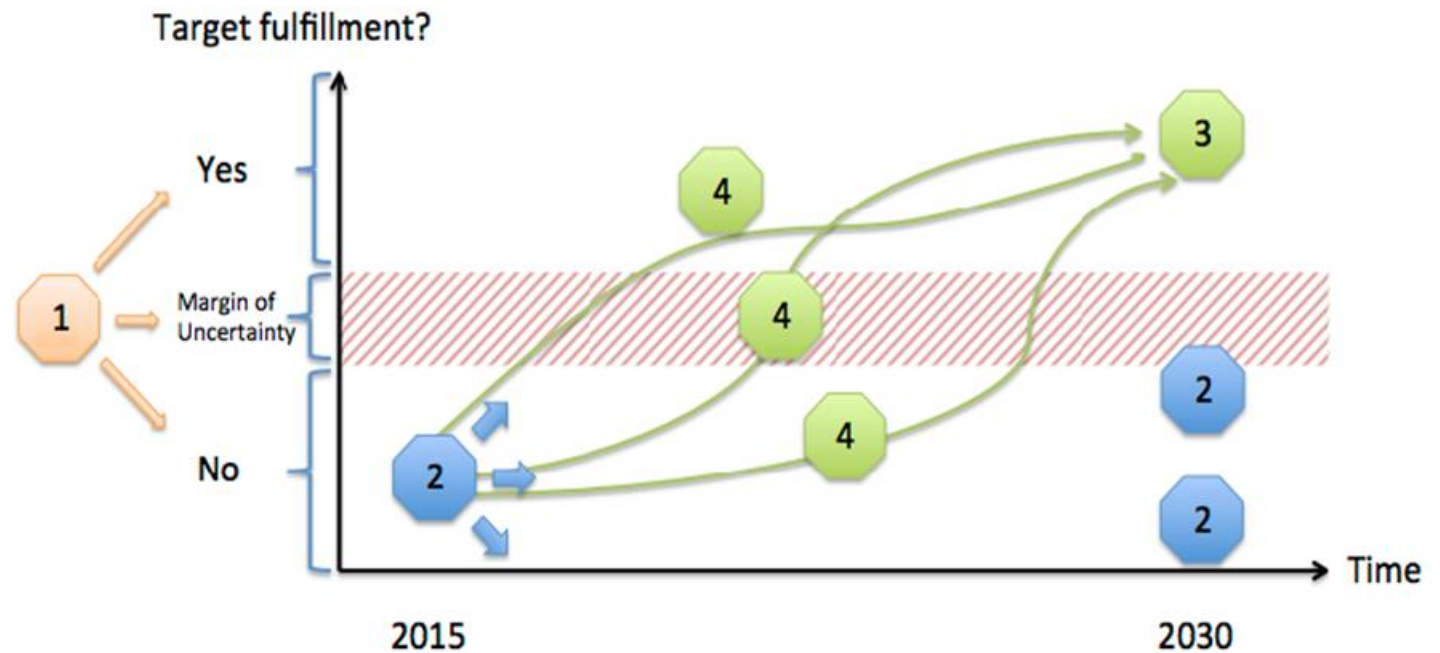 Target fulfillment?
3
Yes
4
1
Margin of
Uncertainty
4
2
4
No
2
2
Time
2015
2030